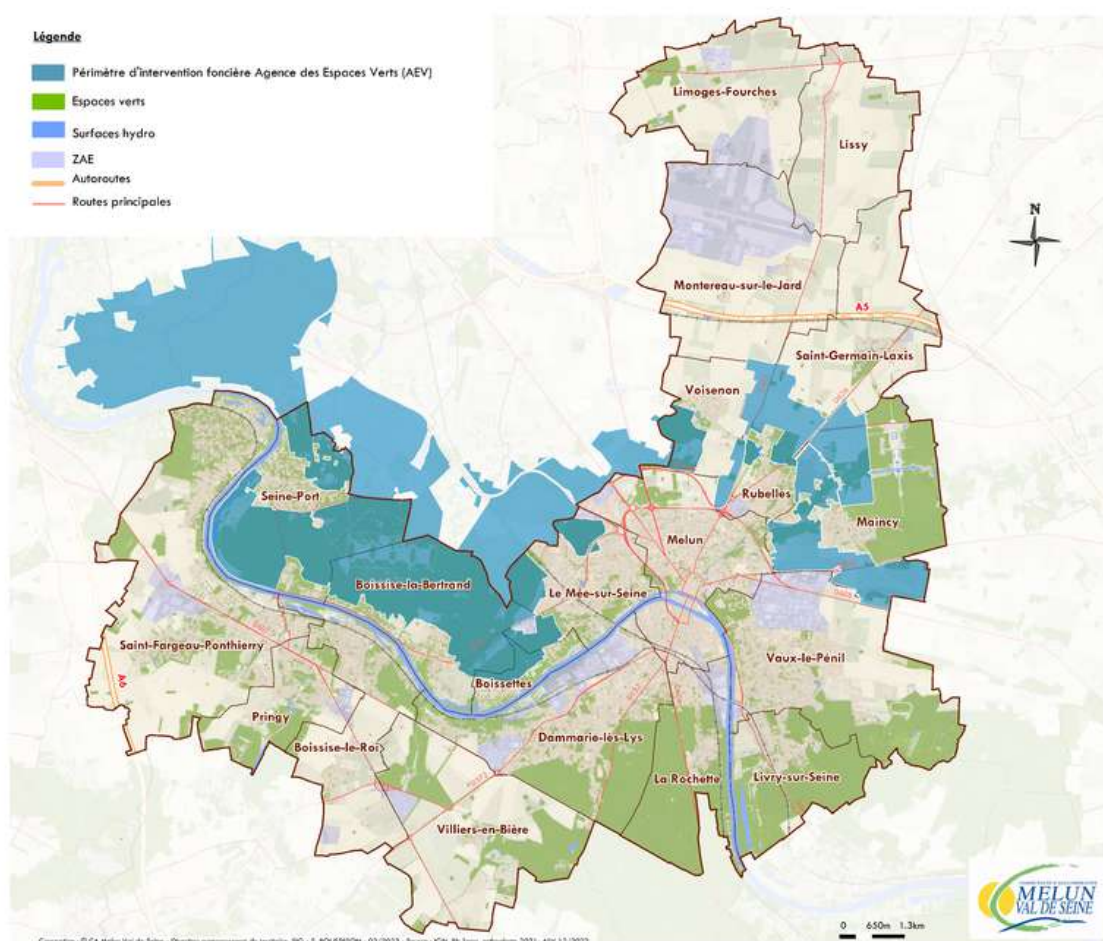 Légende
Périmètre d'intervention foncière Agence des Espaces Verts (AEV)
Espaces verts
Surfaces hydro
ZAE
Autoroutes
Routes principales
Limoges-Fourches
Lissy
N
Montereau-sur-le-Jard
A5
Saint-Germain-Laxis
Voisenon
Seine-Port
Rubelles
Maincy
Melun
Boissise-la-Bertrand
Le Mée-sur-Seine
Saint-Fargeau-Ponthierry
Vaux-le-Pénil
A6
Boissettes
Pringy
Boissise-le-Roi
Dammarie-lès-Lys
La Rochette
Livry-sur-Seine
Villiers-en-Bière
MELUN
VAL DE SEINE
0 650m 1.3km